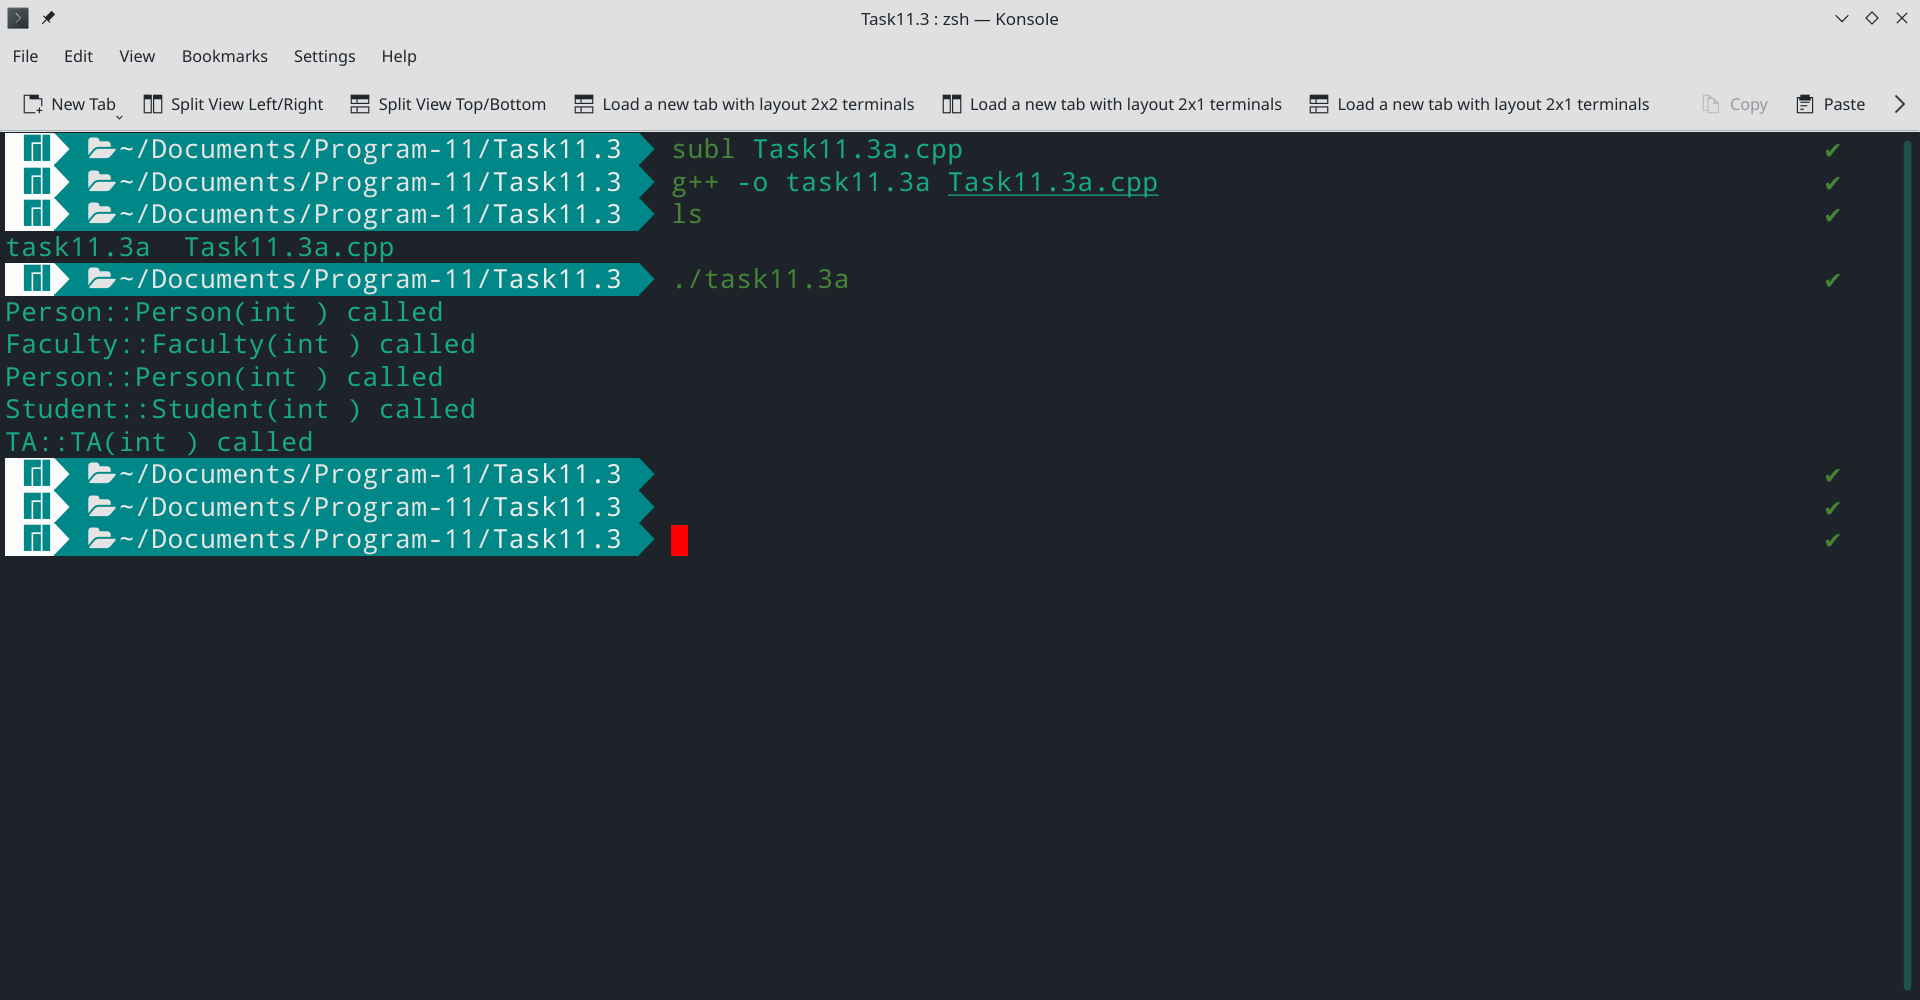 Task11.3 : zsh — Konsole
File Edit View Bookmarks Settings Help
New Tab Split View Left/Right Split View Top/Bottom Load a new tab with layout 2x2 terminals Load a new tab with layout 2x1 terminals Load a new tab with layout 2x1 terminals Copy Paste
~/Documents/Program-11/Task11.3 subl Task11.3a.cpp ✔
~/Documents/Program-11/Task11.3 g++ -o task11.3a Task11.3a.cpp ✔
~/Documents/Program-11/Task11.3 ls ✔
task11.3a  Task11.3a.cpp
~/Documents/Program-11/Task11.3 ./task11.3a ✔
Person::Person(int ) called
Faculty::Faculty(int ) called
Person::Person(int ) called
Student::Student(int ) called
TA::TA(int ) called
~/Documents/Program-11/Task11.3 ✔
~/Documents/Program-11/Task11.3 ✔
~/Documents/Program-11/Task11.3 ✔